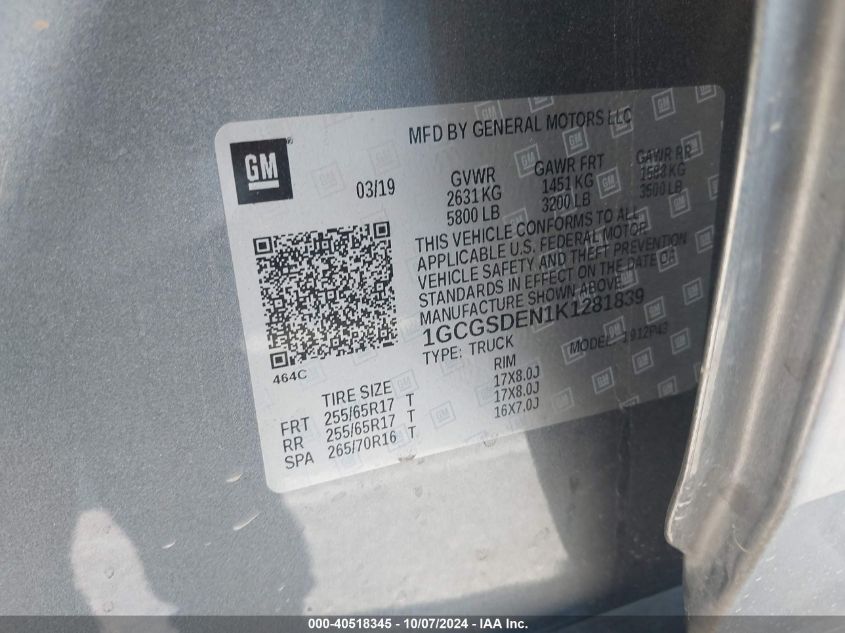 GM
®
MFD BY GENERAL MOTORS LLC
03/19
GVWR GAWR FRT GAWR RR
2631 KG 1451 KG 1588 KG
5800 LB 3200 LB 3500 LB
THIS VEHICLE CONFORMS TO ALL
APPLICABLE U.S. FEDERAL MOTOR
VEHICLE SAFETY AND THEFT PREVENTION
STANDARDS IN EFFECT ON THE DATE OF
MANUFACTURE SHOWN ABOVE
1GCGSDEN1K1281839
TYPE: TRUCK MODEL: 1912P43
464C
TIRE SIZE RIM
FRT 255/65R17 T 17X8.0J
RR 255/65R17 T 17X8.0J
SPA 265/70R16 T 16X7.0J
000-40518345 - 10/07/2024 - IAAI, Inc.